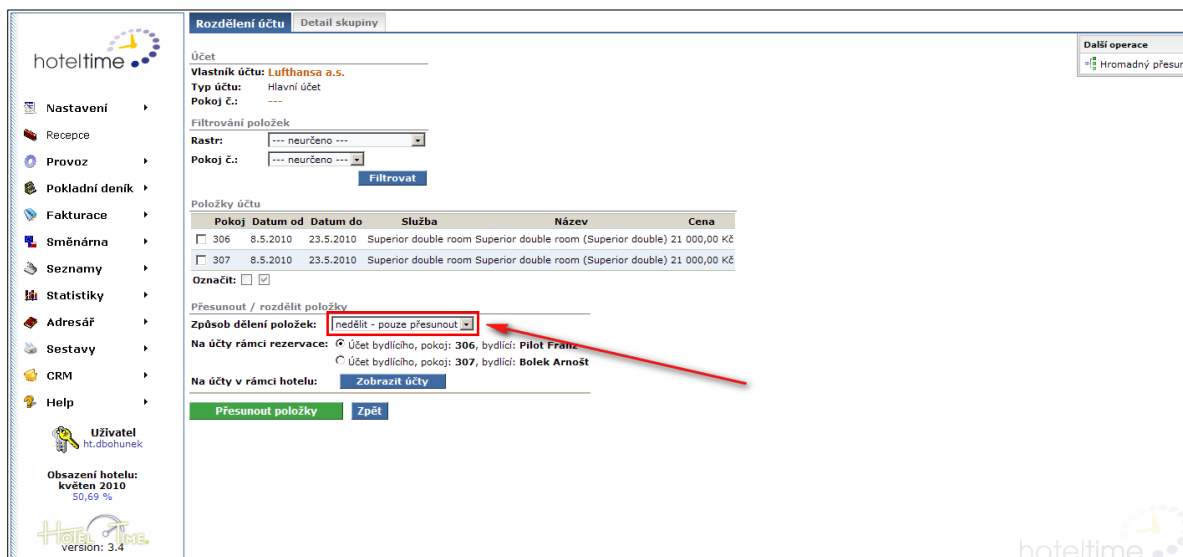 hoteltime
Nastavení
Recepce
Provoz
Pokladní deník
Fakturace
Směnárna
Seznamy
Statistiky
Adresář
Sestavy
CRM
Help
Uživatel
ht.dbohunek
Obsazení hotelu:
květen 2010
50,69 %
HOTEL TIME.
version: 3.4
Rozdělení účtu Detail skupiny
Účet
Vlastník účtu: Lufthansa a.s.
Typ účtu: Hlavní účet
Pokoj č.: ---
Filtrování položek
Rastr: --- neurčeno ---
Pokoj č.: --- neurčeno ---
Filtrovat
Položky účtu
Pokoj Datum od Datum do Služba Název Cena
306 8.5.2010 23.5.2010 Superior double room Superior double room (Superior double) 21 000,00 Kč
307 8.5.2010 23.5.2010 Superior double room Superior double room (Superior double) 21 000,00 Kč
Označit:
Přesunout / rozdělit položky
Způsob dělení položek: nedělit - pouze přesunout
Na účty rámci rezervace: Účet bydlícího, pokoj: 306, bydlící: Pilot Franz
Účet bydlícího, pokoj: 307, bydlící: Bolek Arnošt
Na účty v rámci hotelu: Zobrazit účty
Přesunout položky Zpět
Další operace
Hromadný přesun
hoteltime